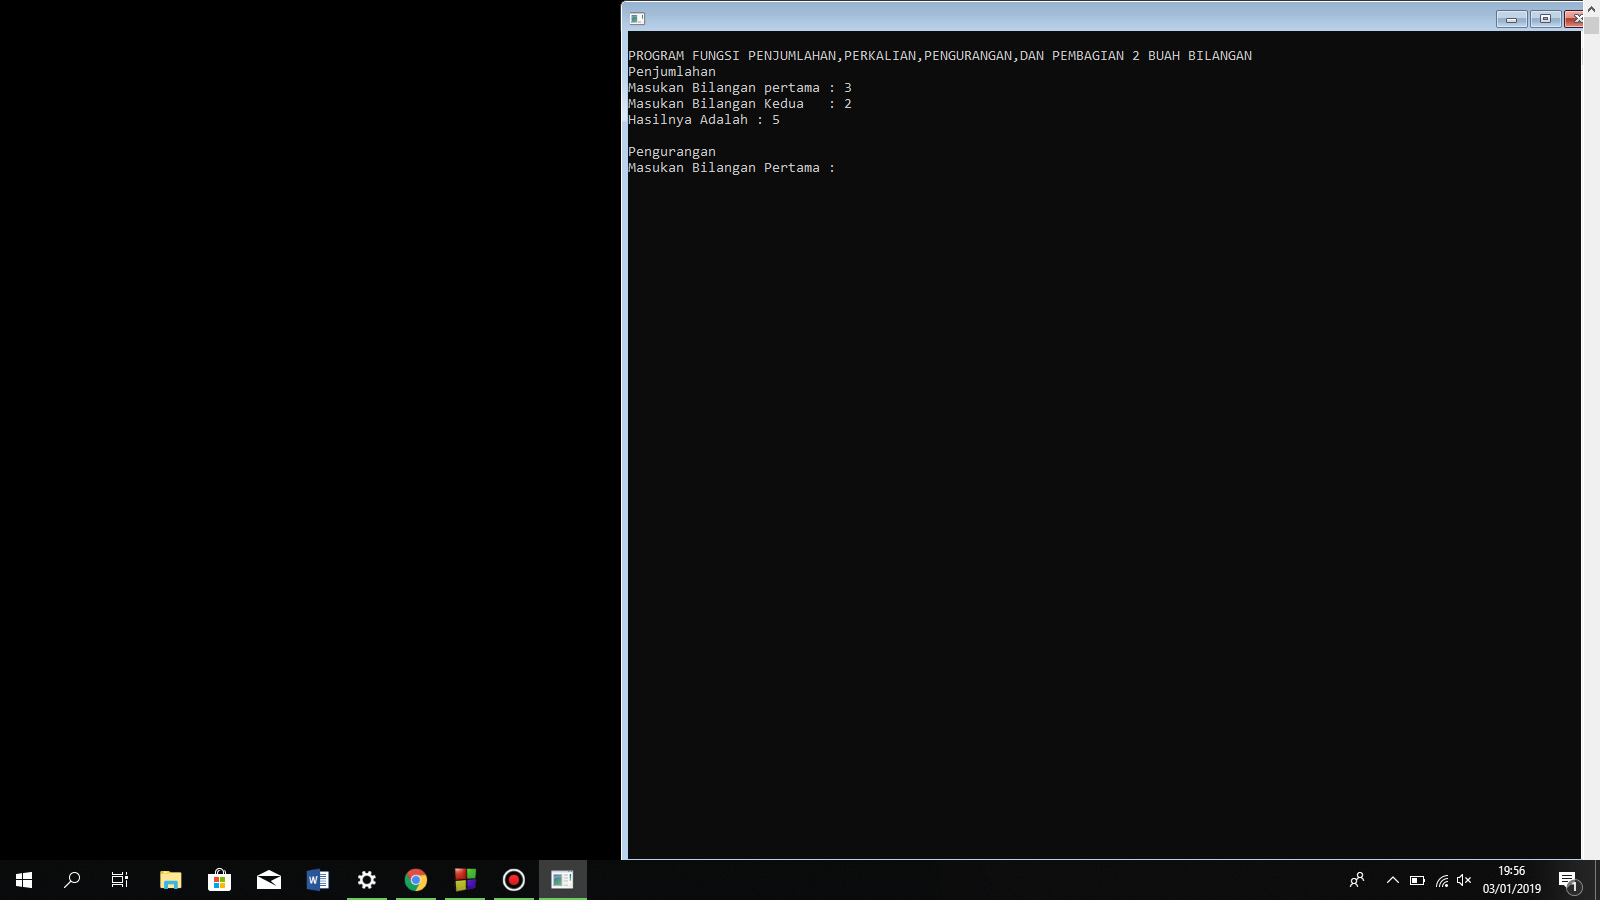 PROGRAM FUNGSI PENJUMLAHAN,PERKALIAN,PENGURANGAN,DAN PEMBAGIAN 2 BUAH BILANGAN
Penjumlahan
Masukan Bilangan pertama : 3
Masukan Bilangan Kedua   : 2
Hasilnya Adalah : 5
Pengurangan
Masukan Bilangan Pertama :
19:56
03/01/2019
1